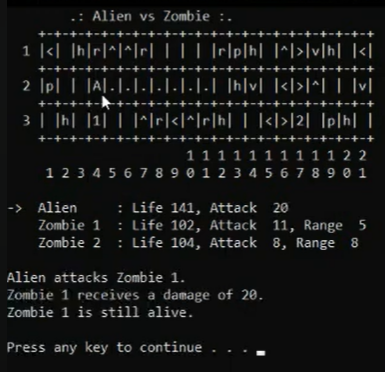 .: Alien vs Zombie :.
+-+-+-+-+-+-+-+-+-+-+-+-+-+-+-+-+-+-+-+-+-+
1 |<| |h|r|^|^|r| | | | |r|p|h| |^|>|v|h| |<|
+-+-+-+-+-+-+-+-+-+-+-+-+-+-+-+-+-+-+-+-+-+
2 |p| | |A|.|.|.|.|.|.|.| |h|v| |<|>|^| | |v|
+-+-+-+-+-+-+-+-+-+-+-+-+-+-+-+-+-+-+-+-+-+
3 | |h| |1|.| |^|r|<|^|r|h| | |<|>|2| |p|h| |
+-+-+-+-+-+-+-+-+-+-+-+-+-+-+-+-+-+-+-+-+-+
1 1 1 1 1 1 1 1 1 1 2 2
1 2 3 4 5 6 7 8 9 0 1 2 3 4 5 6 7 8 9 0 1
-> Alien : Life 141, Attack 20
Zombie 1 : Life 102, Attack 11, Range 5
Zombie 2 : Life 104, Attack 8, Range 8
Alien attacks Zombie 1.
Zombie 1 receives a damage of 20.
Zombie 1 is still alive.
Press any key to continue . . .